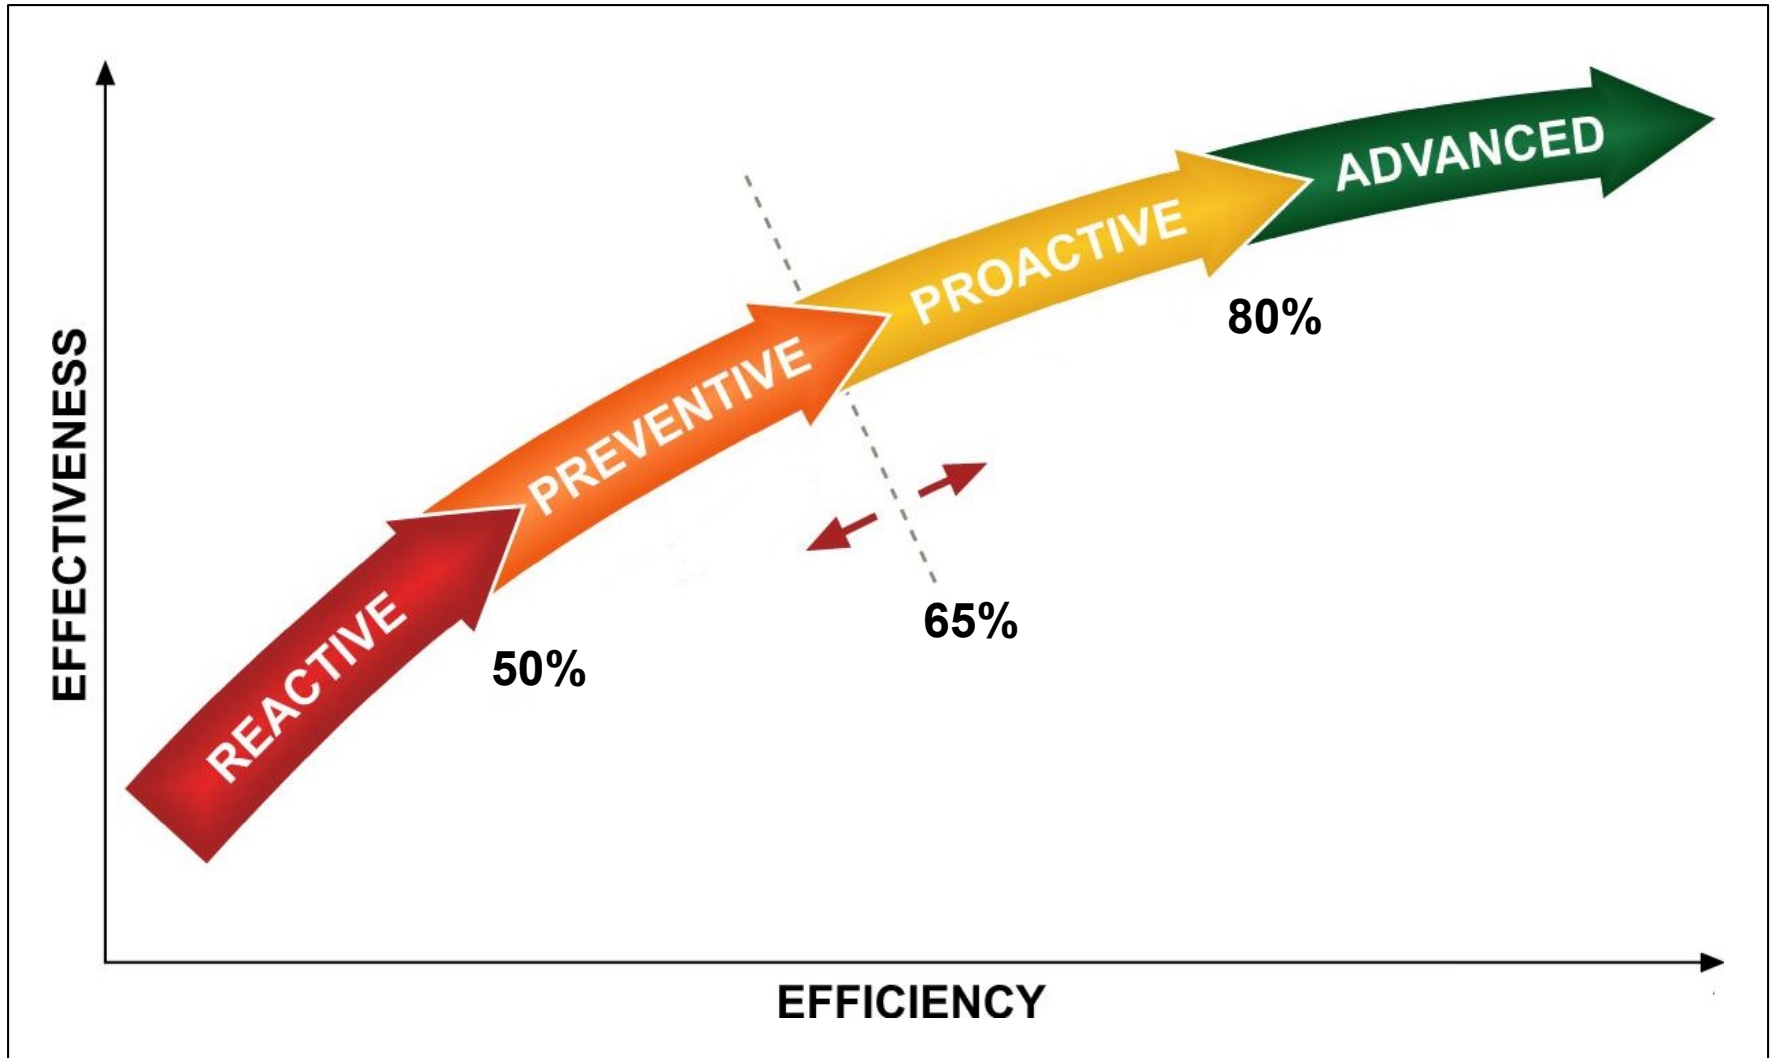 ADVANCED
PROACTIVE
80%
PREVENTIVE
EFFECTIVENESS
65%
REACTIVE
50%
EFFICIENCY